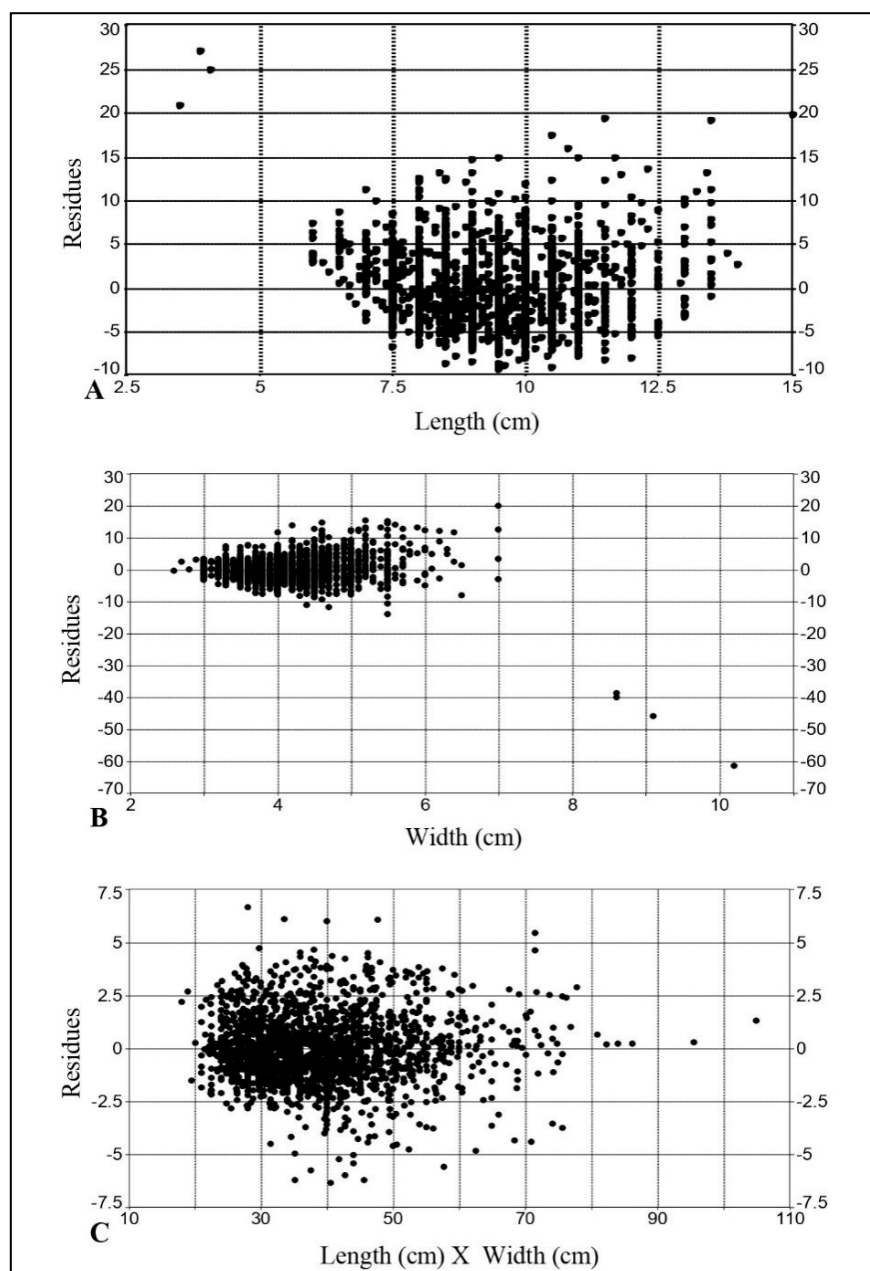 30 30
25 25
20 20
15 15
10 10
5 5
0 0
-5 -5
-10 -10
Residues
2.5 5 7.5 10 12.5 15
A
Length (cm)
30 30
20 20
10 10
0 0
-10 -10
-20 -20
-30 -30
-40 -40
-50 -50
-60 -60
-70 -70
Residues
2 4 6 8 10
B
Width (cm)
7.5 7.5
5 5
2.5 2.5
0 0
-2.5 -2.5
-5 -5
-7.5 -7.5
Residues
10 30 50 70 90 110
C
Length (cm) X Width (cm)